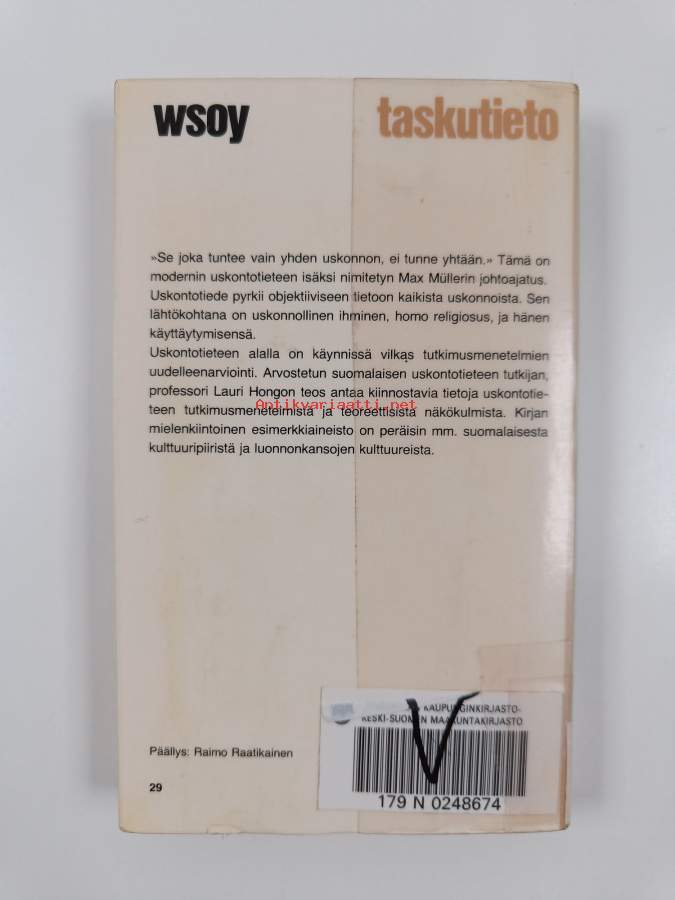 wsoy taskutieto
»Se joka tuntee vain yhden uskonnon, ei tunne yhtään.» Tämä on
modernin uskontotieteen isäksi nimitetyn Max Müllerin johtoajatus.
Uskontotiede pyrkii objektiiviseen tietoon kaikista uskonnoista. Sen
lähtökohtana on uskonnollinen ihminen, homo religiosus, ja hänen
käyttäytymisensä.
Uskontotieteen alalla on käynnissä vilkas tutkimusmenetelmien
uudelleenarviointi. Arvostetun suomalaisen uskontotieteen tutkijan,
professori Lauri Hongon teos antaa kiinnostavia tietoja uskontotie-
Antikvariaatti.net
teen tutkimusmenetelmistä ja teoreettisista näkökulmista. Kirjan
mielenkiintoinen esimerkkiaineisto on peräisin mm. suomalaisesta
kulttuuripiiristä ja luonnonkansojen kulttuureista.
KAUPUNGINKIRJASTO-
KESKI-SUOMEN MAAKUNTAKIRJASTO
V
179 N 0248674
Päällys: Raimo Raatikainen
29